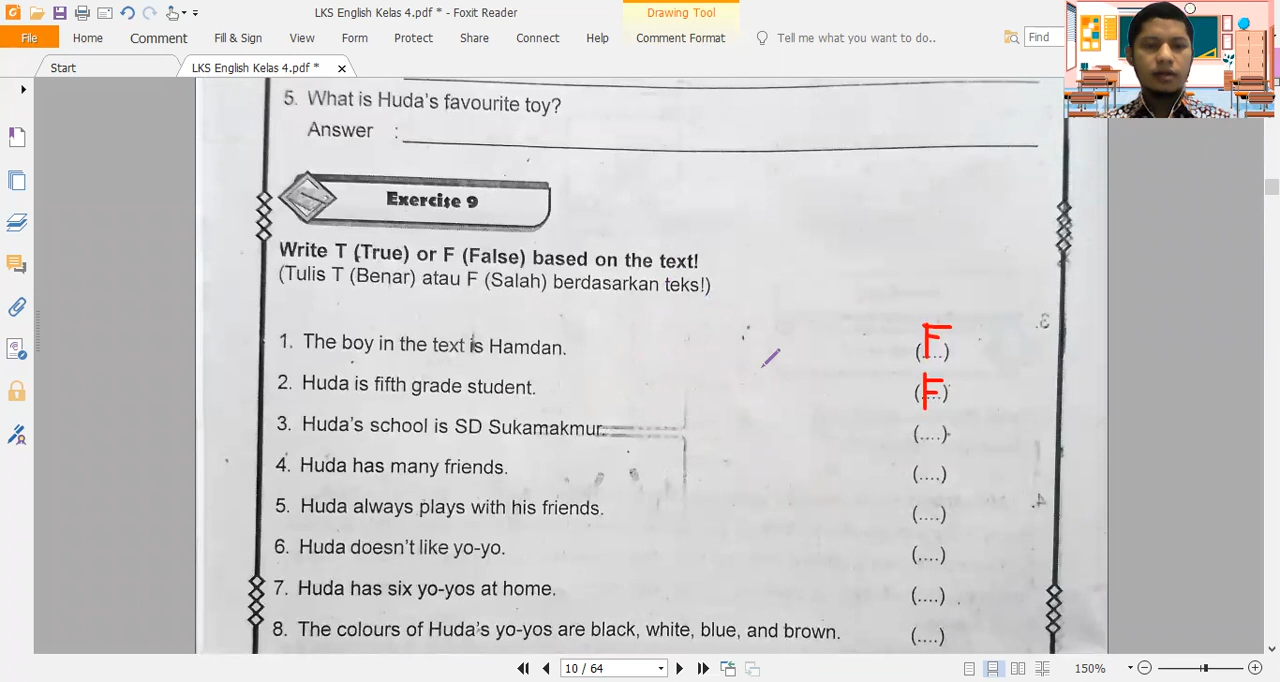 LKS English Kelas 4.pdf * - Foxit Reader
Drawing Tool
File Home Comment Fill & Sign View Form Protect Share Connect Help Comment Format Tell me what you want to do.. Find
Start LKS English Kelas 4.pdf *
5. What is Huda's favourite toy?
Answer :
Exercise 9
Write T (True) or F (False) based on the text!
(Tulis T (Benar) atau F (Salah) berdasarkan teks!)
3.
1. The boy in the text is Hamdan. (....) F
2. Huda is fifth grade student. (....) F
3. Huda's school is SD Sukamakmur. (....)
4. Huda has many friends. (....)
4.
5. Huda always plays with his friends. (....)
6. Huda doesn't like yo-yo. (....)
7. Huda has six yo-yos at home. (....)
8. The colours of Huda's yo-yos are black, white, blue, and brown. (....)
10 / 64
150%